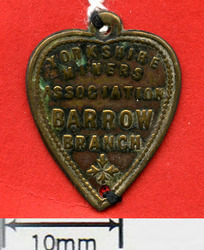 YORKSHIRE
MINERS
ASSOCIATION
BARROW
BRANCH
10mm